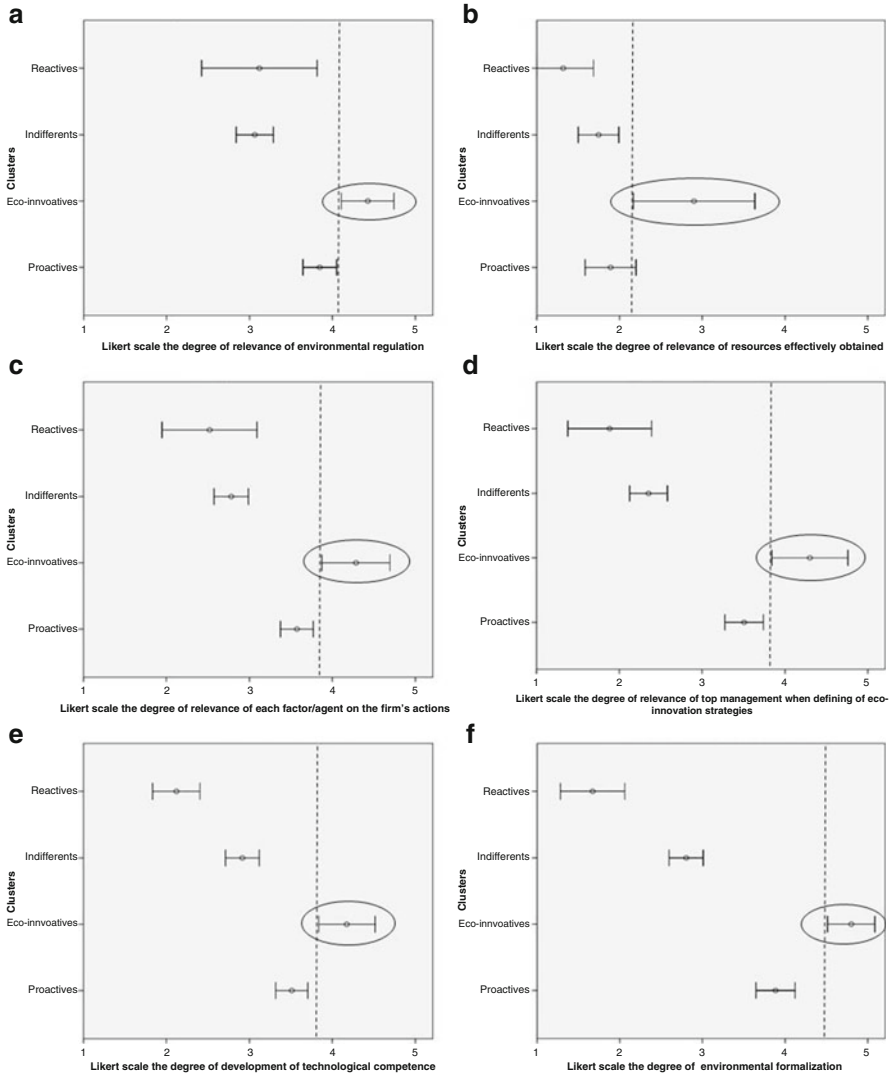 a
Reactives
Indifferents
Clusters
Eco-innvoatives
Proactives
1 2 3 4 5
Likert scale the degree of relevance of environmental regulation
b
Reactives
Indifferents
Clusters
Eco-innvoatives
Proactives
1 2 3 4 5
Likert scale the degree of relevance of resources effectively obtained
c
Reactives
Indifferents
Clusters
Eco-innvoatives
Proactives
1 2 3 4 5
Likert scale the degree of relevance of each factor/agent on the firm's actions
d
Reactives
Indifferents
Clusters
Eco-innvoatives
Proactives
1 2 3 4 5
Likert scale the degree of relevance of top management when defining of eco-
innovation strategies
e
Reactives
Indifferents
Clusters
Eco-innvoatives
Proactives
1 2 3 4 5
Likert scale the degree of development of technological competence
f
Reactives
Indifferents
Clusters
Eco-innvoatives
Proactives
1 2 3 4 5
Likert scale the degree of environmental formalization